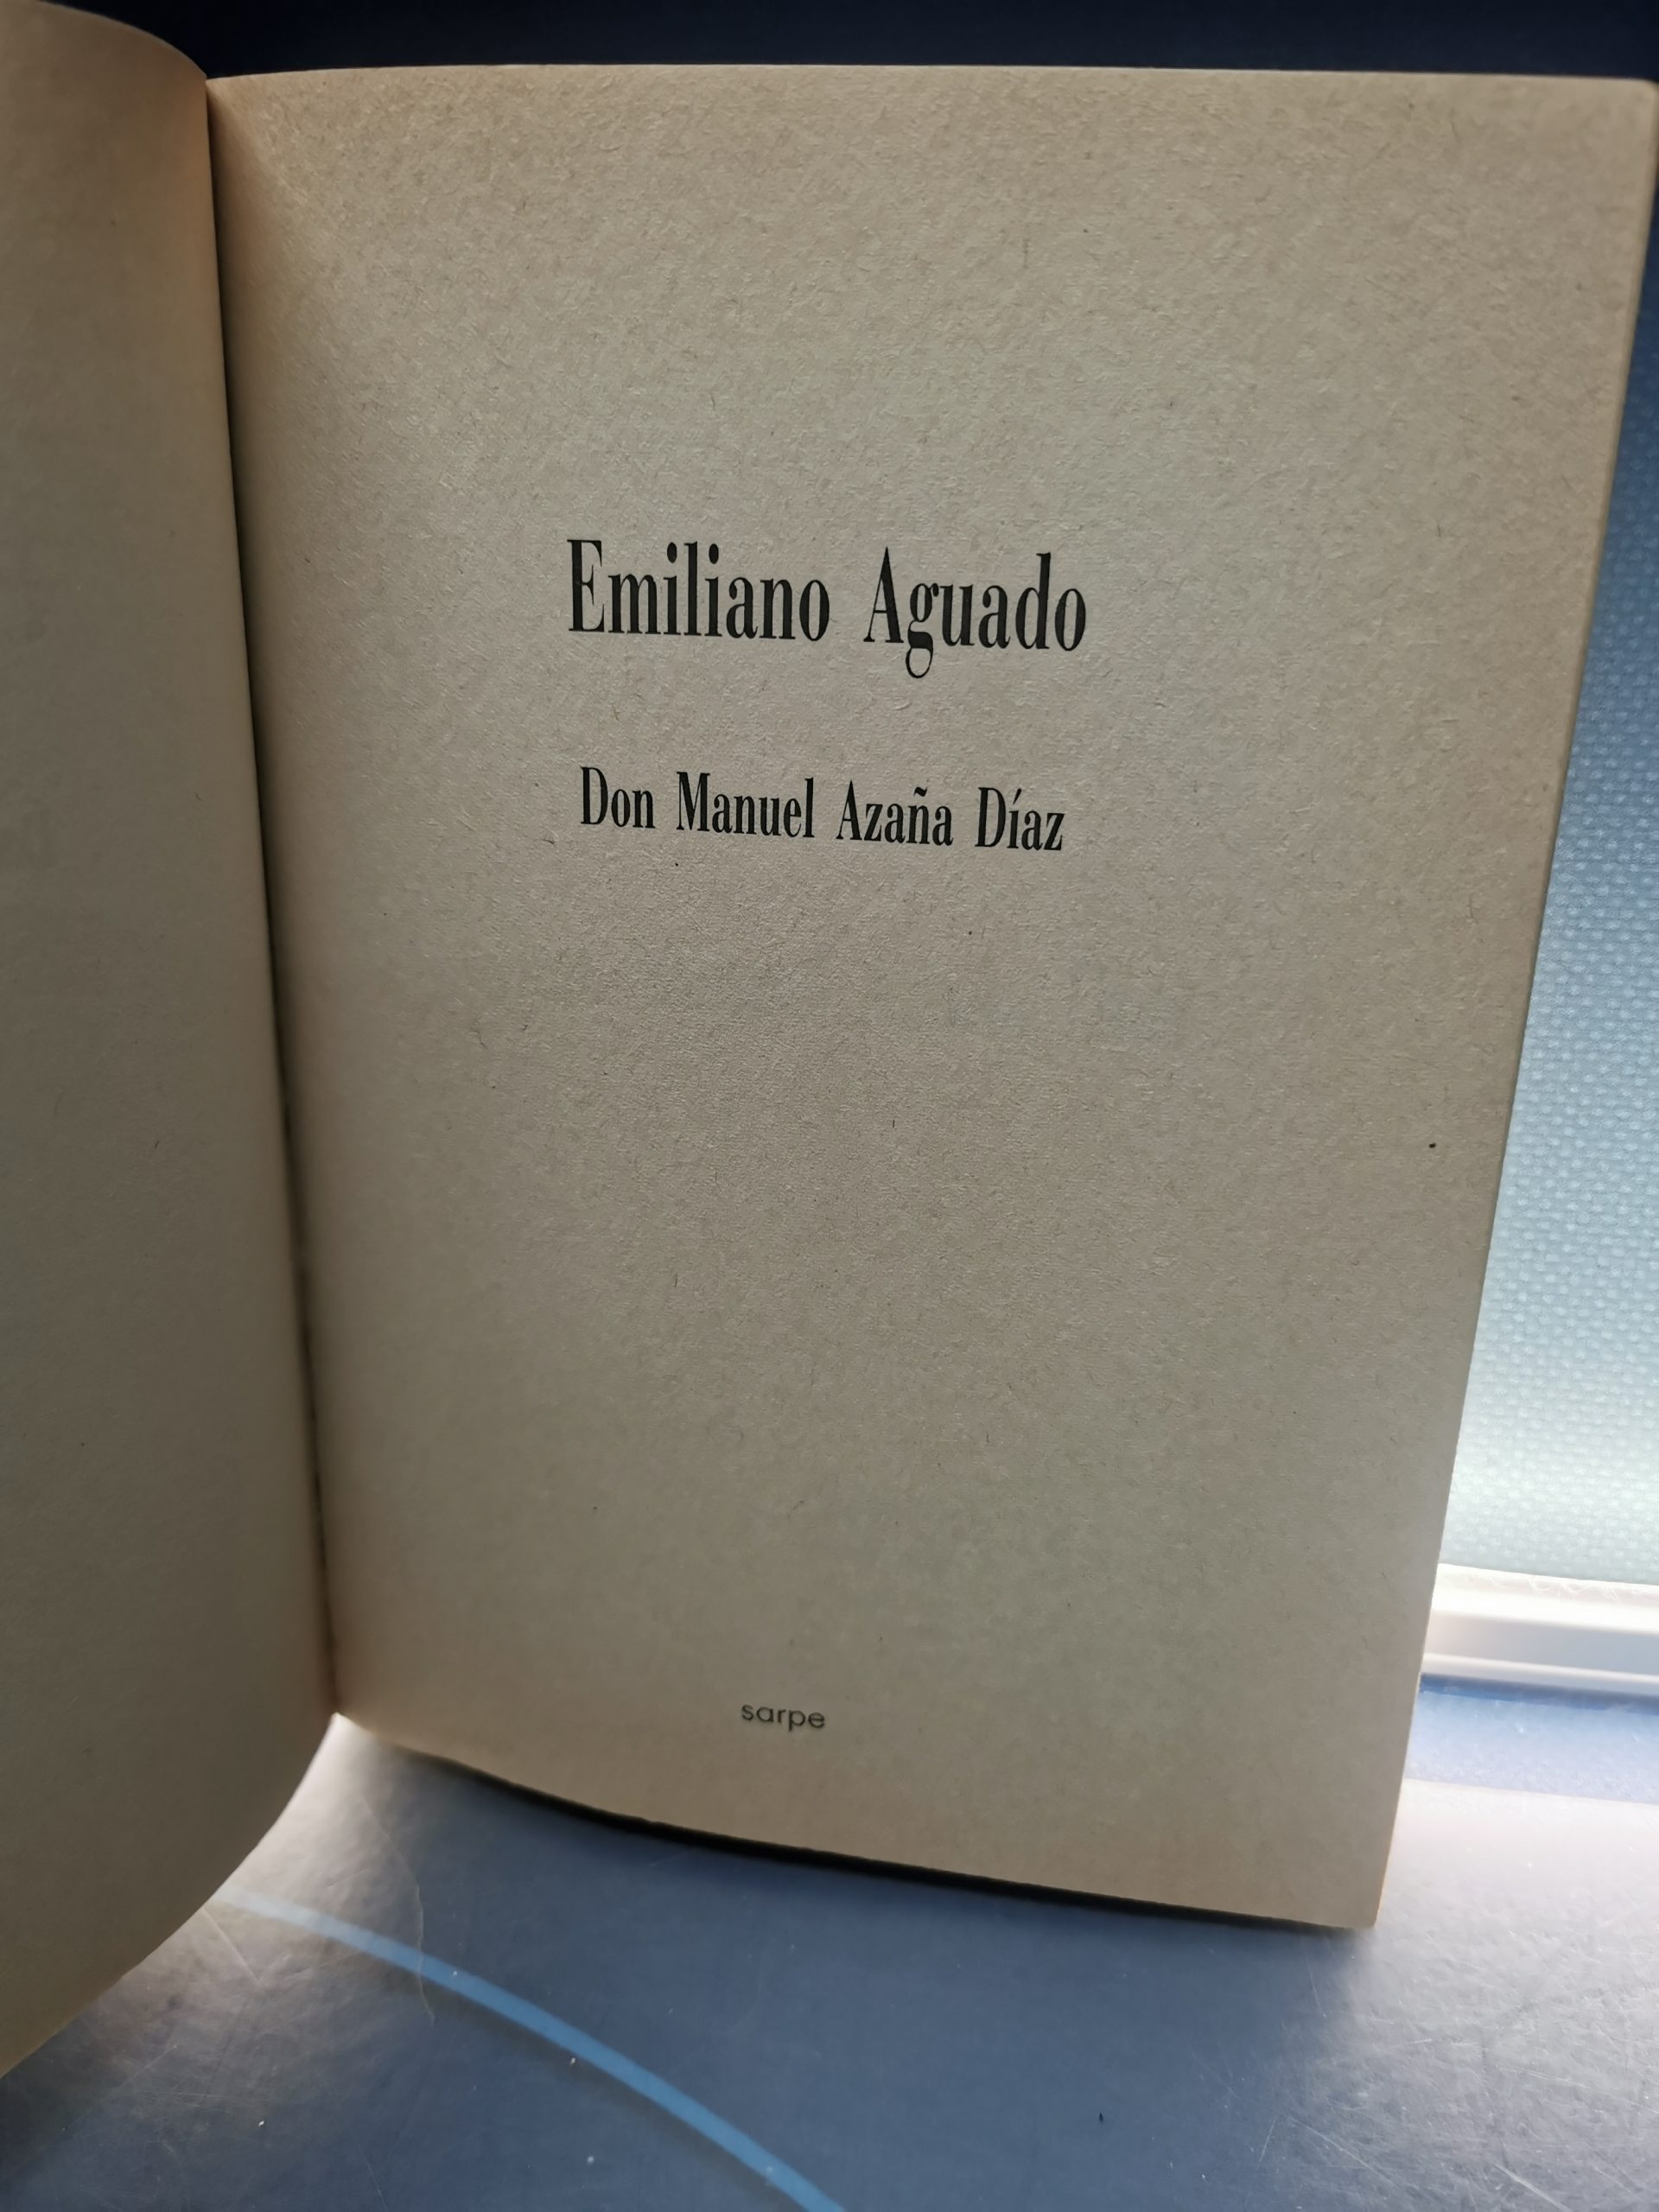 Emiliano Aguado
Don Manuel Azaña Díaz
sarpe